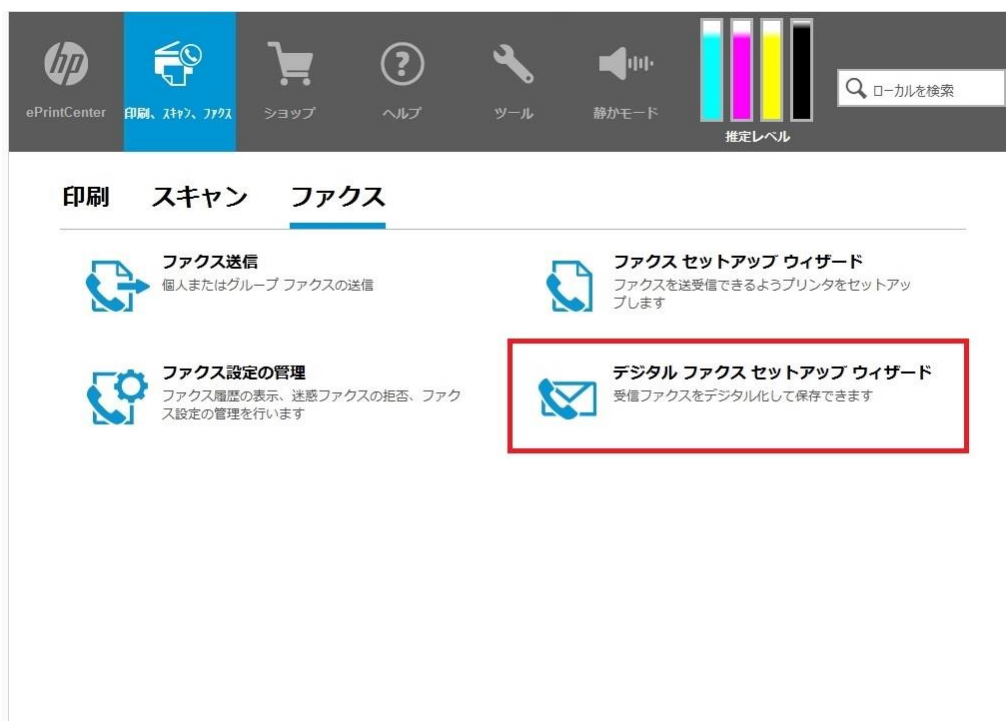 hp
ePrintCenter
印刷、スキャン、ファクス
ショップ
?
ヘルプ
ツール
静かモード
推定レベル
ローカルを検索
印刷 スキャン ファクス
ファクス送信
個人またはグループ ファクスの送信
ファクス セットアップ ウィザード
ファクスを送受信できるようプリンタをセットアッ
プします
ファクス設定の管理
ファクス履歴の表示、迷惑ファクスの拒否、ファク
ス設定の管理を行います
デジタル ファクス セットアップ ウィザード
受信ファクスをデジタル化して保存できます